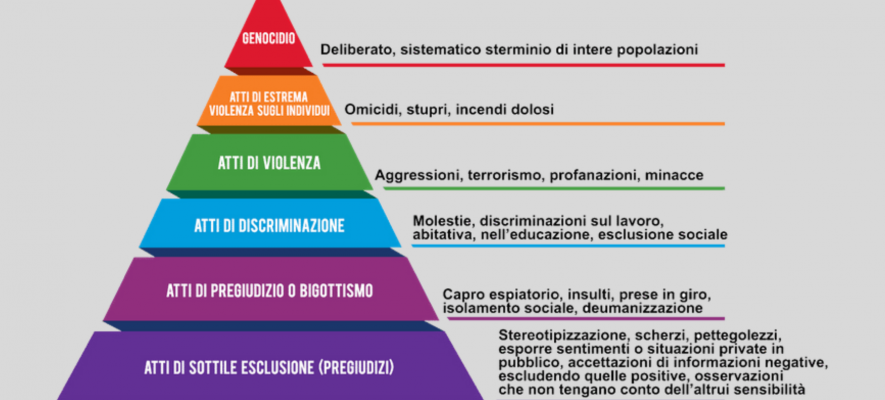 GENOCIDIO
Deliberato, sistematico sterminio di intere popolazioni
ATTI DI ESTREMA
VIOLENZA SUGLI INDIVIDUI
Omicidi, stupri, incendi dolosi
ATTI DI VIOLENZA
Aggressioni, terrorismo, profanazioni, minacce
ATTI DI DISCRIMINAZIONE
Molestie, discriminazioni sul lavoro,
abitativa, nell'educazione, esclusione sociale
ATTI DI PREGIUDIZIO O BIGOTTISMO
Capro espiatorio, insulti, prese in giro,
isolamento sociale, deumanizzazione
ATTI DI SOTTILE ESCLUSIONE (PREGIUDIZI)
Stereotipizzazione, scherzi, pettegolezzi,
esporre sentimenti o situazioni private in
pubblico, accettazioni di informazioni negative,
escludendo quelle positive, osservazioni
che non tengano conto dell'altrui sensibilità